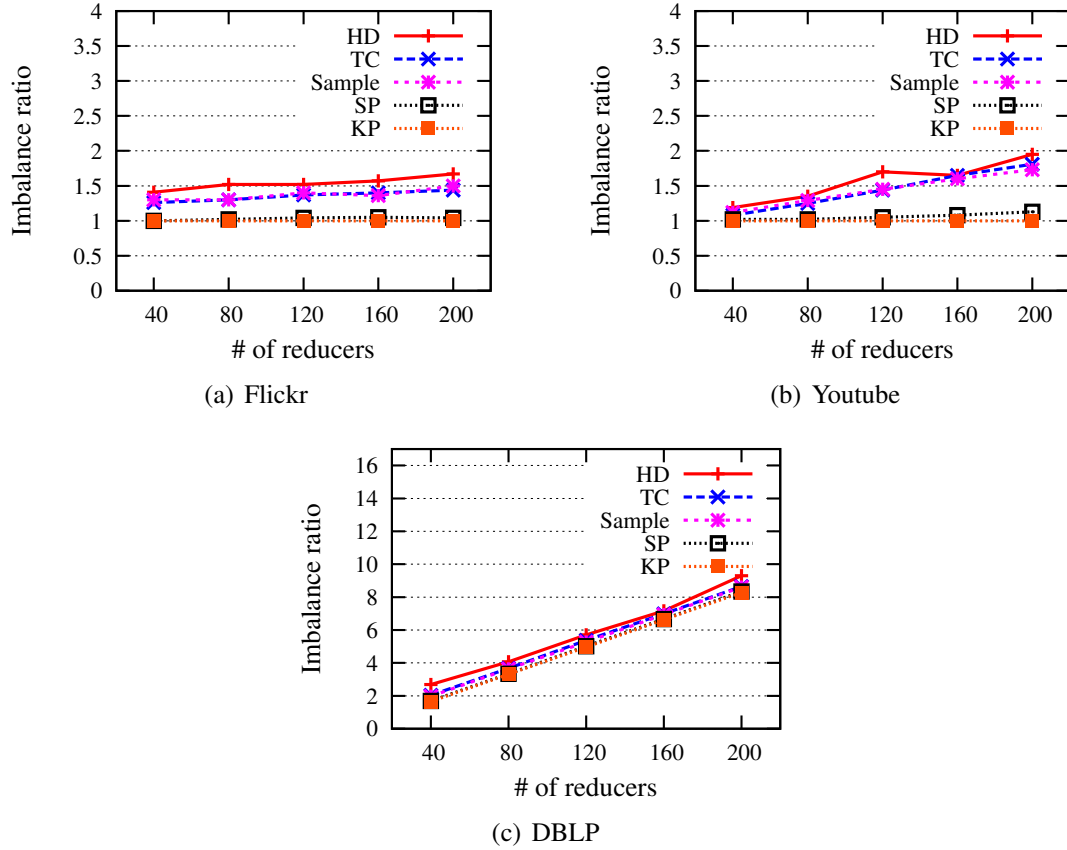 4
3.5
3
2.5
2
1.5
1
0.5
0
Imbalance ratio
HD
TC
Sample
SP
KP
40 80 120 160 200
# of reducers
(a) Flickr
4
3.5
3
2.5
2
1.5
1
0.5
0
Imbalance ratio
HD
TC
Sample
SP
KP
40 80 120 160 200
# of reducers
(b) Youtube
16
14
12
10
8
6
4
2
0
Imbalance ratio
HD
TC
Sample
SP
KP
40 80 120 160 200
# of reducers
(c) DBLP